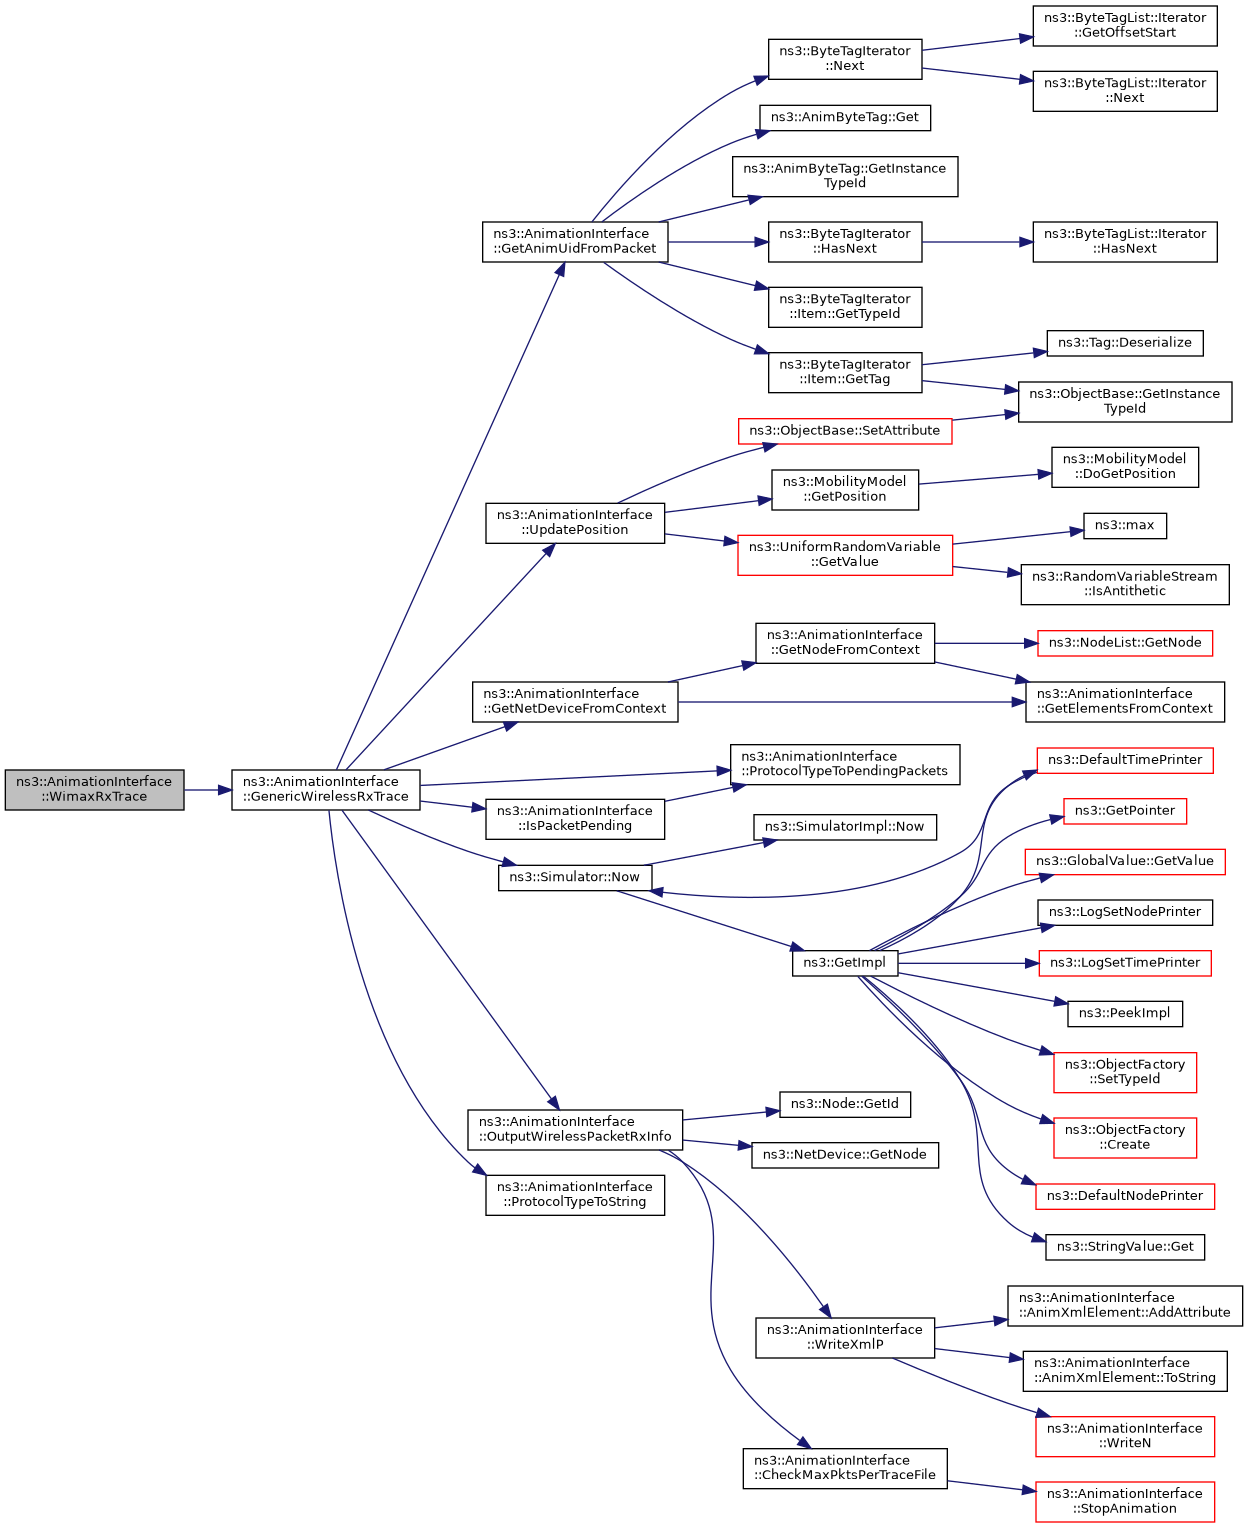 ns3::AnimationInterface
::WimaxRxTrace
ns3::AnimationInterface
::GenericWirelessRxTrace
ns3::AnimationInterface
::GetAnimUidFromPacket
ns3::AnimationInterface
::UpdatePosition
ns3::AnimationInterface
::GetNetDeviceFromContext
ns3::AnimationInterface
::IsPacketPending
ns3::Simulator::Now
ns3::AnimationInterface
::OutputWirelessPacketRxInfo
ns3::AnimationInterface
::ProtocolTypeToString
ns3::ByteTagIterator
::Next
ns3::AnimByteTag::Get
ns3::AnimByteTag::GetInstance
TypeId
ns3::ByteTagIterator
::HasNext
ns3::ByteTagIterator
::Item::GetTypeId
ns3::ByteTagIterator
::Item::GetTag
ns3::ObjectBase::SetAttribute
ns3::MobilityModel
::GetPosition
ns3::UniformRandomVariable
::GetValue
ns3::AnimationInterface
::GetNodeFromContext
ns3::AnimationInterface
::ProtocolTypeToPendingPackets
ns3::SimulatorImpl::Now
ns3::GetImpl
ns3::Node::GetId
ns3::NetDevice::GetNode
ns3::AnimationInterface
::WriteXmlP
ns3::AnimationInterface
::CheckMaxPktsPerTraceFile
ns3::ByteTagList::Iterator
::GetOffsetStart
ns3::ByteTagList::Iterator
::Next
ns3::ByteTagList::Iterator
::HasNext
ns3::Tag::Deserialize
ns3::ObjectBase::GetInstance
TypeId
ns3::MobilityModel
::DoGetPosition
ns3::max
ns3::RandomVariableStream
::IsAntithetic
ns3::NodeList::GetNode
ns3::AnimationInterface
::GetElementsFromContext
ns3::DefaultTimePrinter
ns3::GetPointer
ns3::GlobalValue::GetValue
ns3::LogSetNodePrinter
ns3::LogSetTimePrinter
ns3::PeekImpl
ns3::ObjectFactory
::SetTypeId
ns3::ObjectFactory
::Create
ns3::DefaultNodePrinter
ns3::StringValue::Get
ns3::AnimationInterface
::AnimXmlElement::AddAttribute
ns3::AnimationInterface
::AnimXmlElement::ToString
ns3::AnimationInterface
::WriteN
ns3::AnimationInterface
::StopAnimation